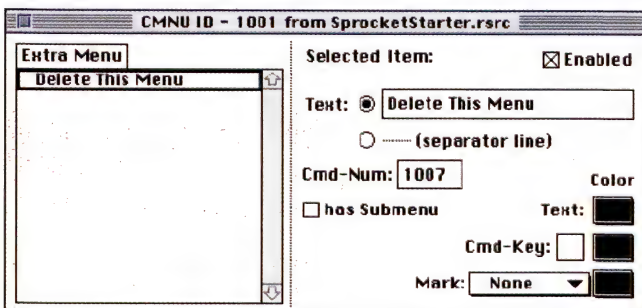 CMNU ID = 1001 from SprocketStarter.rsrc
Extra Menu
Delete This Menu
Selected Item:
Enabled
Text: Delete This Menu
(separator line)
Cmd-Num: 1007
Color
has Submenu
Text:
Cmd-Key:
Mark: None